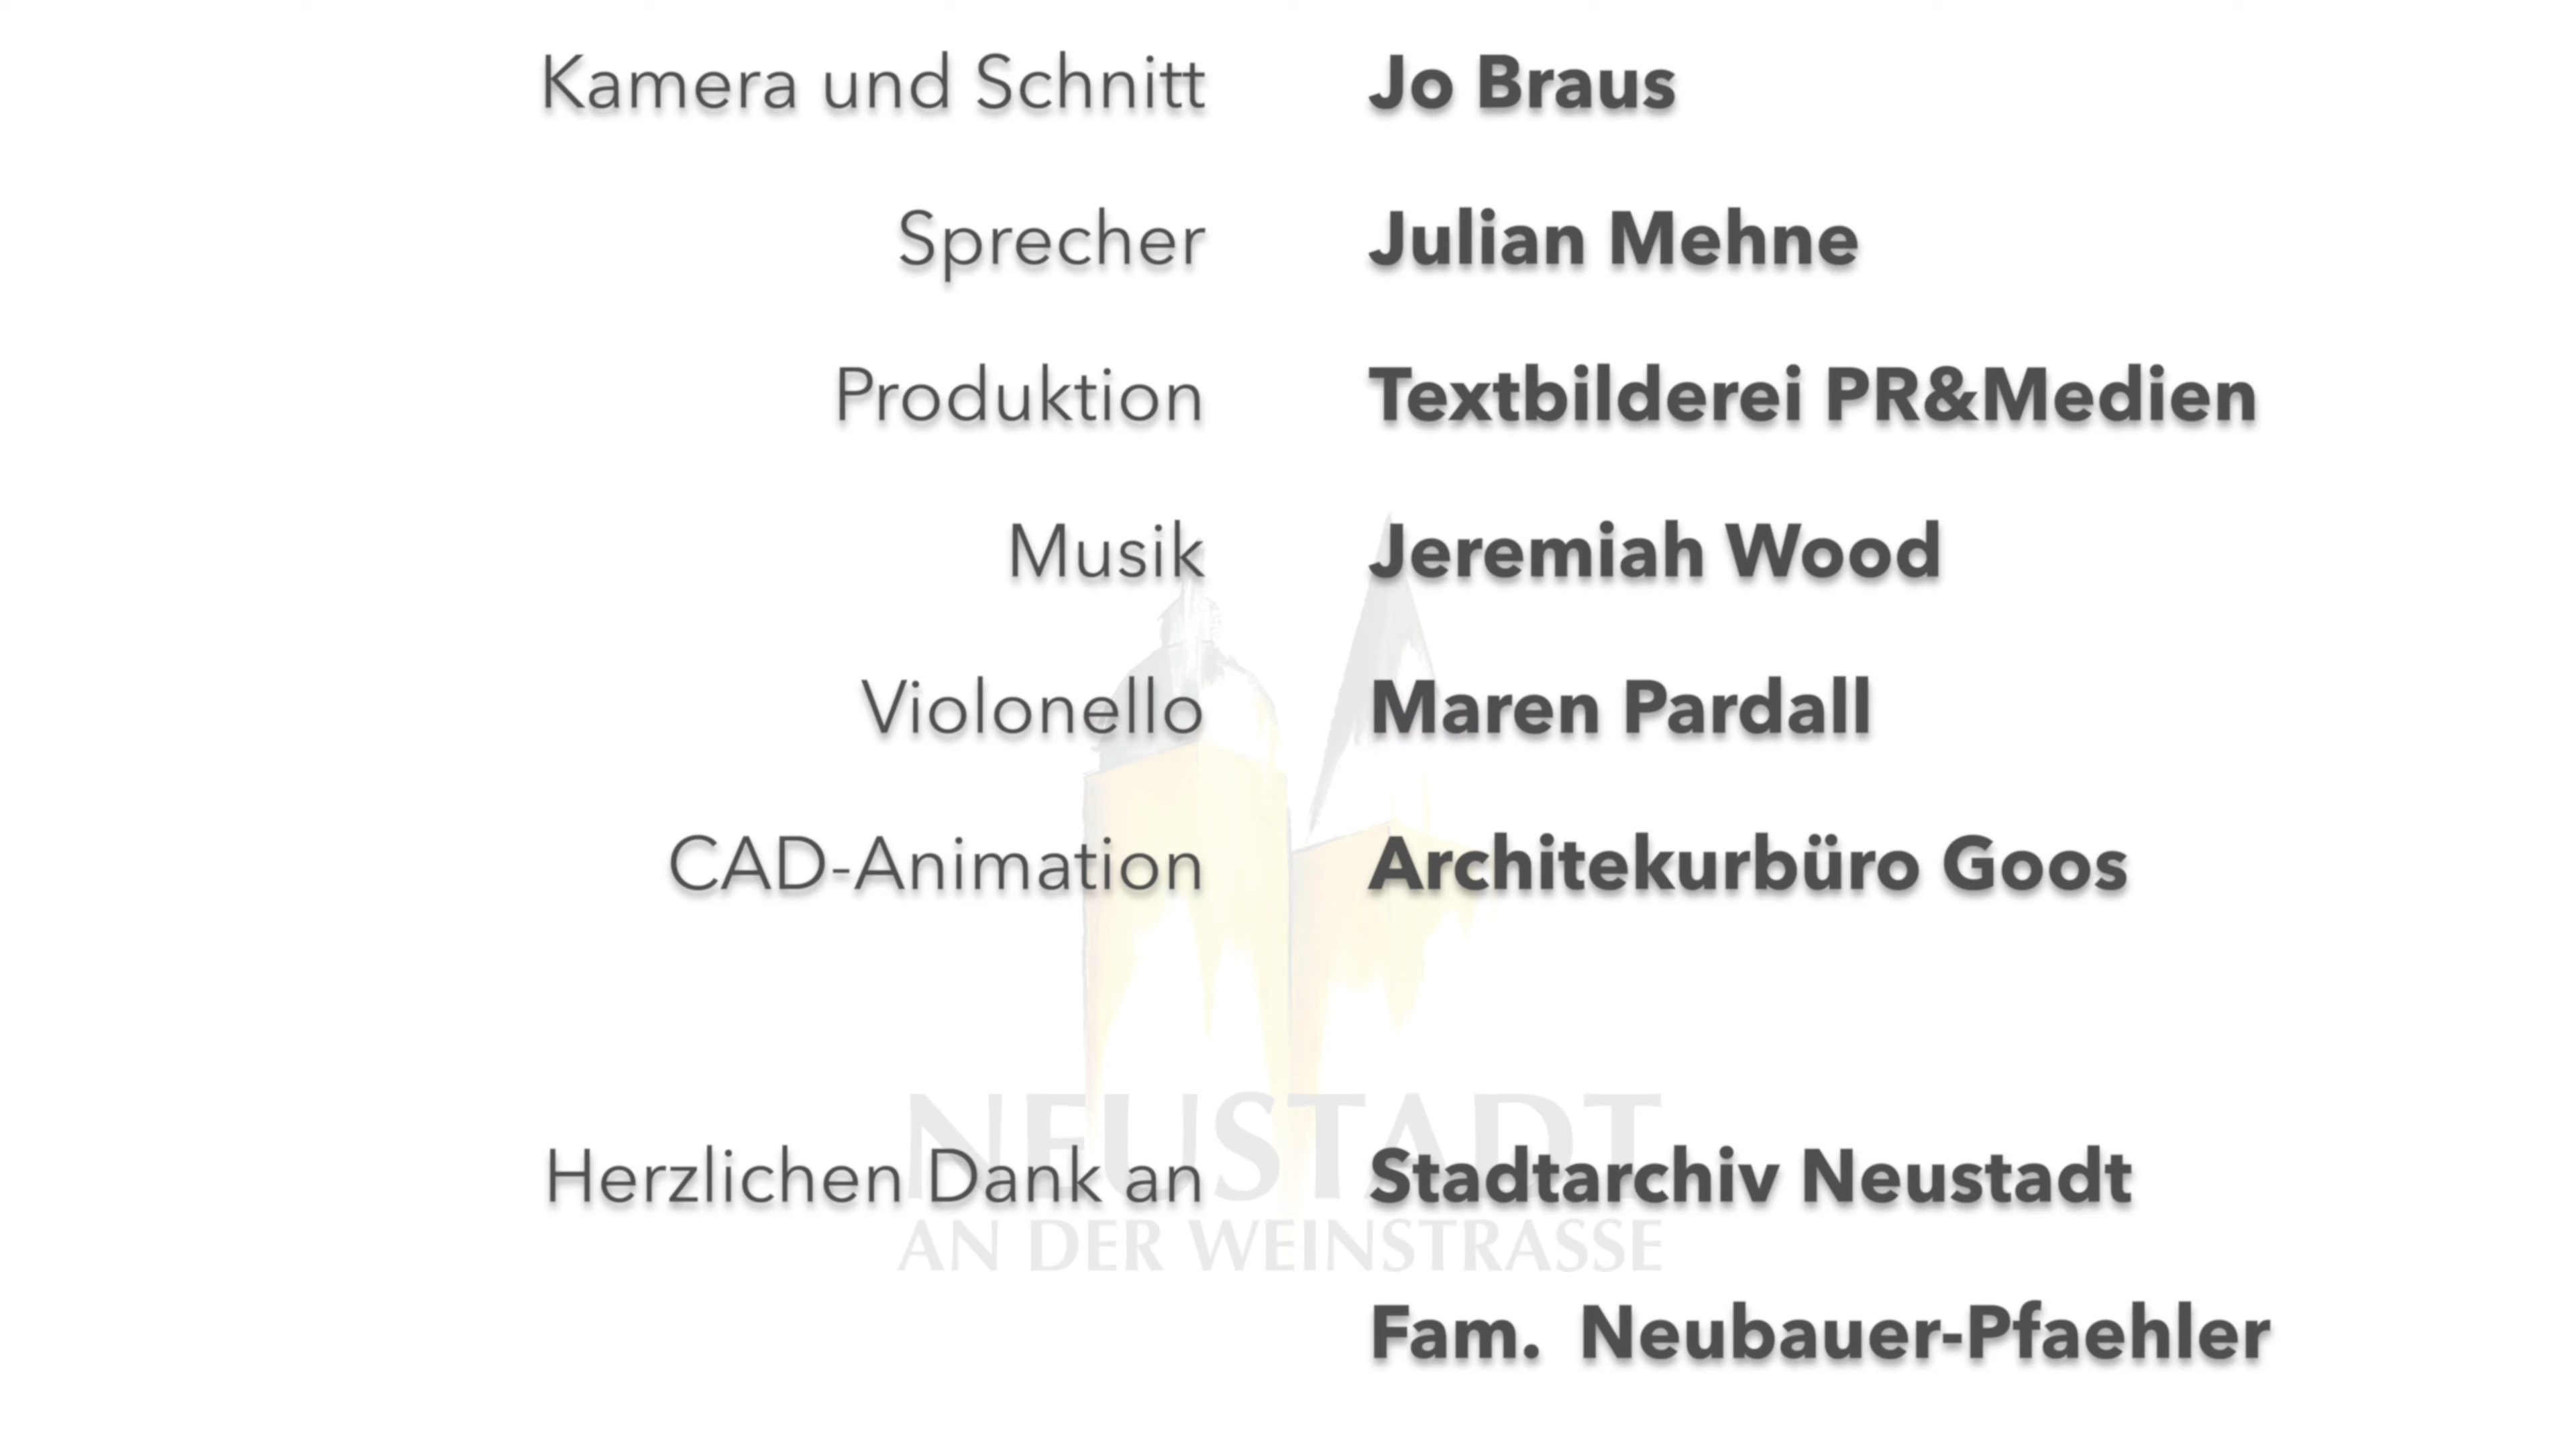 Kamera und Schnitt Jo Braus
Sprecher Julian Mehne
Produktion Textbilderei PR&Medien
Musik Jeremiah Wood
Violonello Maren Pardall
CAD-Animation Architekurbüro Goos
NEUSTADT
Herzlichen Dank an Stadtarchiv Neustadt
AN DER WEINSTRASSE
Fam. Neubauer-Pfaehler